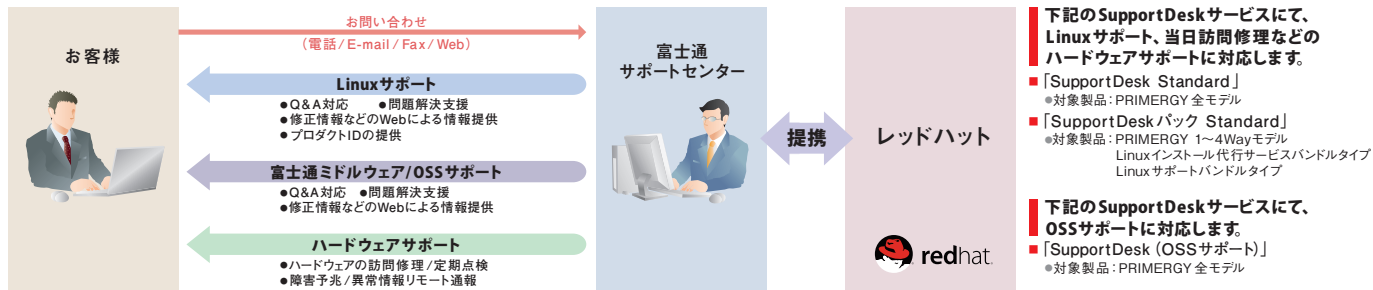 お客様
お問い合わせ
(電話/E-mail/Fax/Web)
Linuxサポート
●Q&A対応 ●問題解決支援
●修正情報などのWebによる情報提供
●プロダクトIDの提供
富士通ミドルウェア/OSSサポート
●Q&A対応 ●問題解決支援
●修正情報などのWebによる情報提供
ハードウェアサポート
●ハードウェアの訪問修理/定期点検
●障害予兆/異常情報リモート通報
富士通
サポートセンター
提携
レッドハット
redhat.
下記のSupportDeskサービスにて、
Linuxサポート、当日訪問修理などの
ハードウェアサポートに対応します。
■「SupportDesk Standard」
●対象製品：PRIMERGY 全モデル
■「SupportDeskパック Standard」
●対象製品：PRIMERGY 1〜4Wayモデル
Linuxインストール代行サービスバンドルタイプ
Linuxサポートバンドルタイプ
下記のSupportDeskサービスにて、
OSSサポートに対応します。
■「SupportDesk（OSSサポート）」
●対象製品：PRIMERGY 全モデル